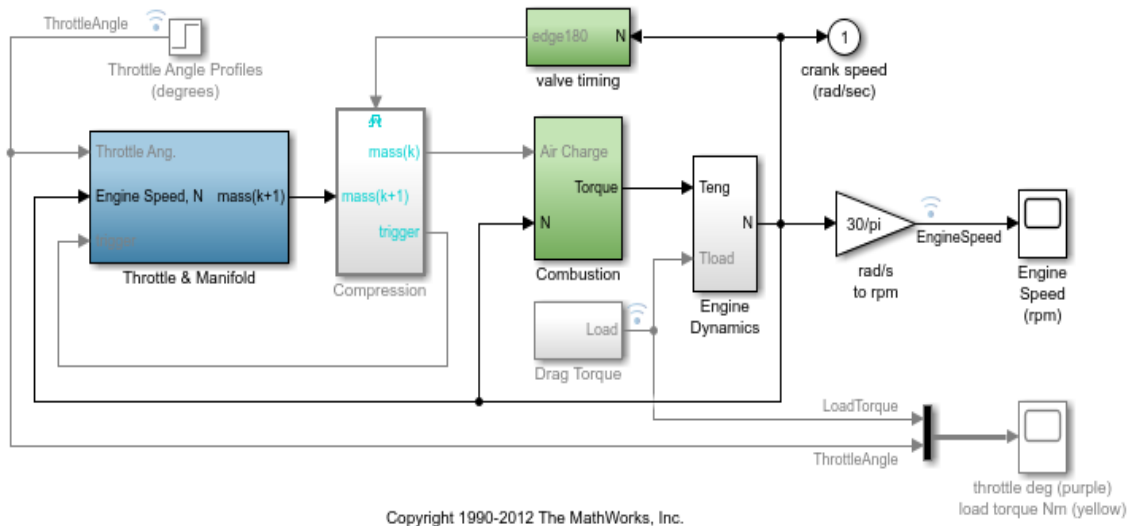 ThrottleAngle
Throttle Angle Profiles
(degrees)
edge180
N
valve timing
1
crank speed
(rad/sec)
Throttle Ang.
Engine Speed, N
mass(k+1)
trigger
Throttle & Manifold
mass(k)
mass(k+1)
trigger
Compression
Air Charge
Torque
N
Combustion
Teng
N
Tload
Engine
Dynamics
30/pi
rad/s
to rpm
EngineSpeed
Engine
Speed
(rpm)
Load
Drag Torque
LoadTorque
ThrottleAngle
throttle deg (purple)
load torque Nm (yellow)
Copyright 1990-2012 The MathWorks, Inc.